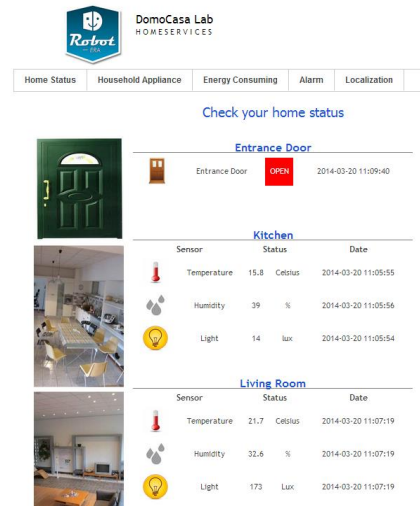 Robot
ERA
DomoCasa Lab
HOMESERVICES
Home Status Household Appliance Energy Consuming Alarm Localization
Check your home status
Entrance Door
Entrance Door OPEN 2014-03-20 11:09:40
Kitchen
Sensor Status Date
Temperature 15.8 Celsius 2014-03-20 11:05:55
Humidity 39 % 2014-03-20 11:05:56
Light 14 lux 2014-03-20 11:05:54
Living Room
Sensor Status Date
Temperature 21.7 Celsius 2014-03-20 11:07:19
Humidity 32.6 % 2014-03-20 11:07:19
Light 173 Lux 2014-03-20 11:07:19